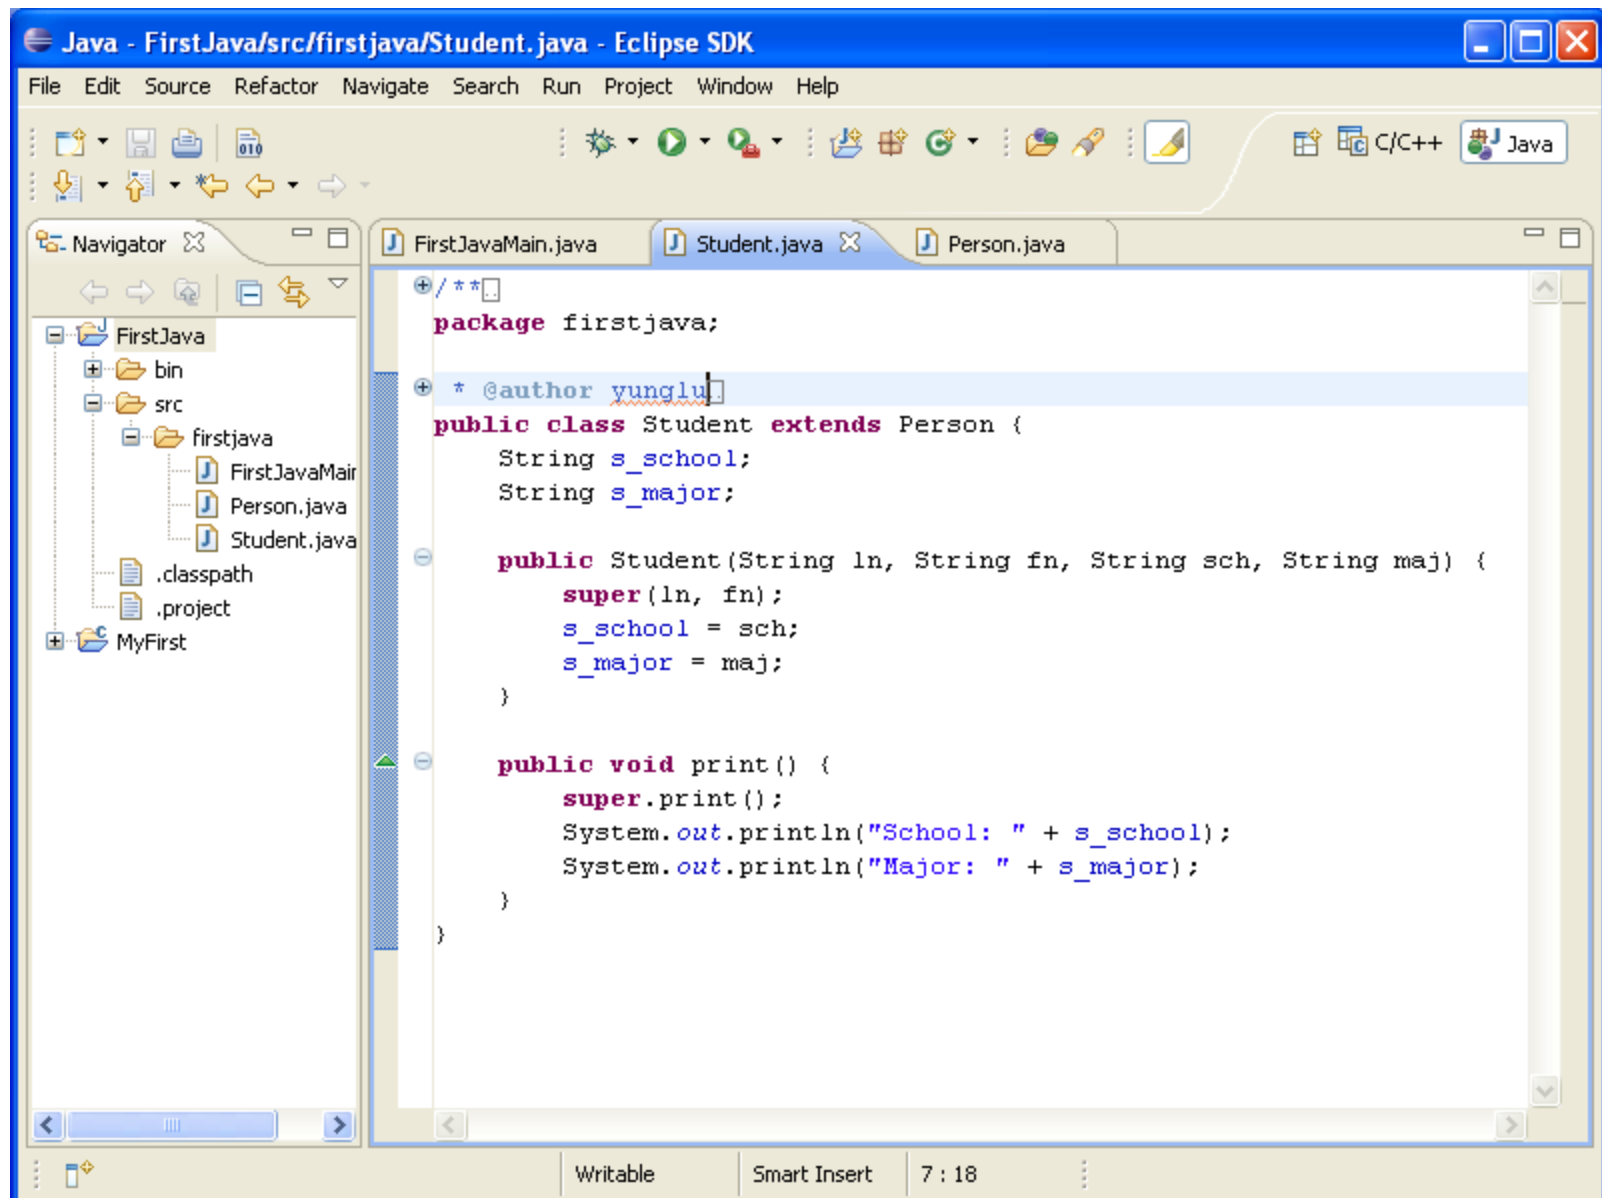 Java - FirstJava/src/firstjava/Student.java - Eclipse SDK
File Edit Source Refactor Navigate Search Run Project Window Help
010
C/C++ Java
Navigator
FirstJavaMain.java Student.java Person.java
FirstJava
bin
src
firstjava
FirstJavaMain
Person.java
Student.java
.classpath
.project
MyFirst
/**
package firstjava;
* @author yunglu
public class Student extends Person {
String s_school;
String s_major;
public Student(String ln, String fn, String sch, String maj) {
super(ln, fn);
s_school = sch;
s_major = maj;
}
public void print() {
super.print();
System.out.println("School: " + s_school);
System.out.println("Major: " + s_major);
}
}
Writable Smart Insert 7 : 18